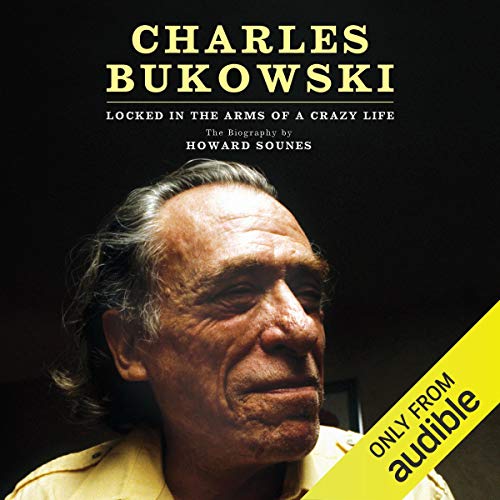 CHARLES
BUKOWSKI
LOCKED IN THE ARMS OF A CRAZY LIFE
The Biography by
HOWARD SOUNES
ONLY FROM
audible